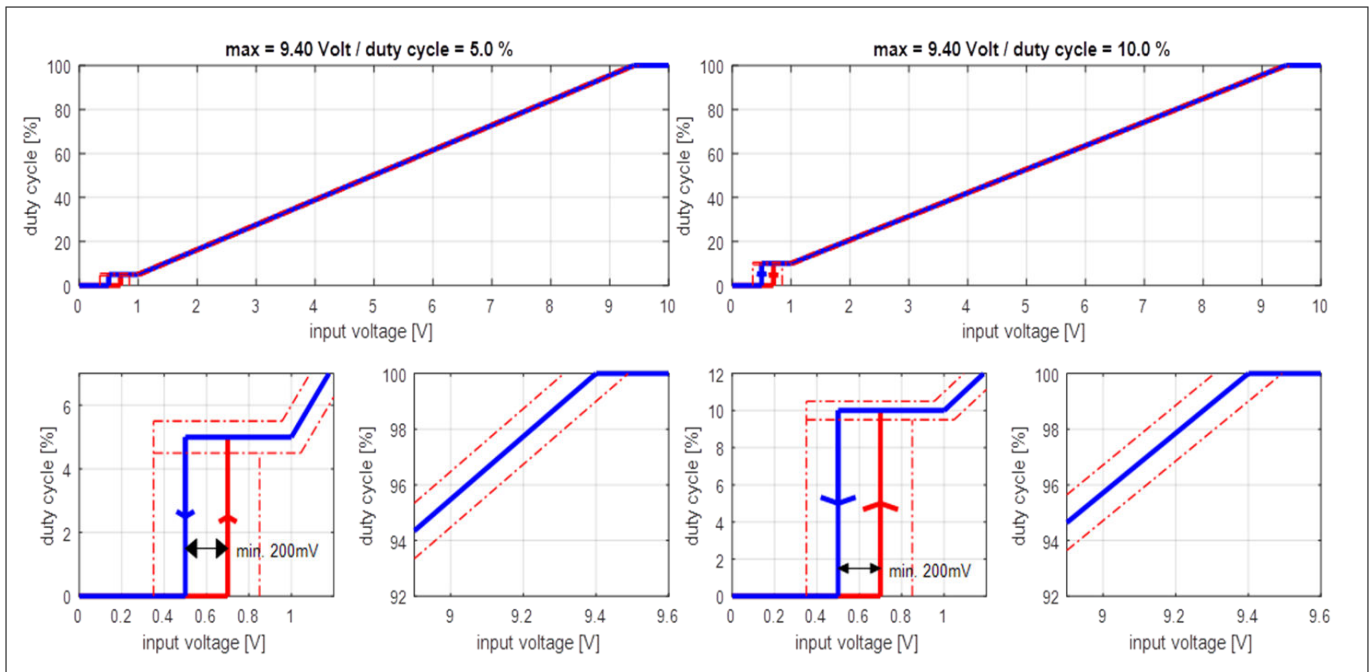 max = 9.40 Volt / duty cycle = 5.0 %
duty cycle [%]
100
80
60
40
20
0
0 1 2 3 4 5 6 7 8 9 10
input voltage [V]
max = 9.40 Volt / duty cycle = 10.0 %
duty cycle [%]
100
80
60
40
20
0
0 1 2 3 4 5 6 7 8 9 10
input voltage [V]
duty cycle [%]
6
4
2
0
min. 200mV
0 0.2 0.4 0.6 0.8 1
input voltage [V]
duty cycle [%]
100
98
96
94
92
9 9.2 9.4 9.6
input voltage [V]
duty cycle [%]
12
10
8
6
4
2
0
min. 200mV
0 0.2 0.4 0.6 0.8 1
input voltage [V]
duty cycle [%]
100
98
96
94
92
9 9.2 9.4 9.6
input voltage [V]